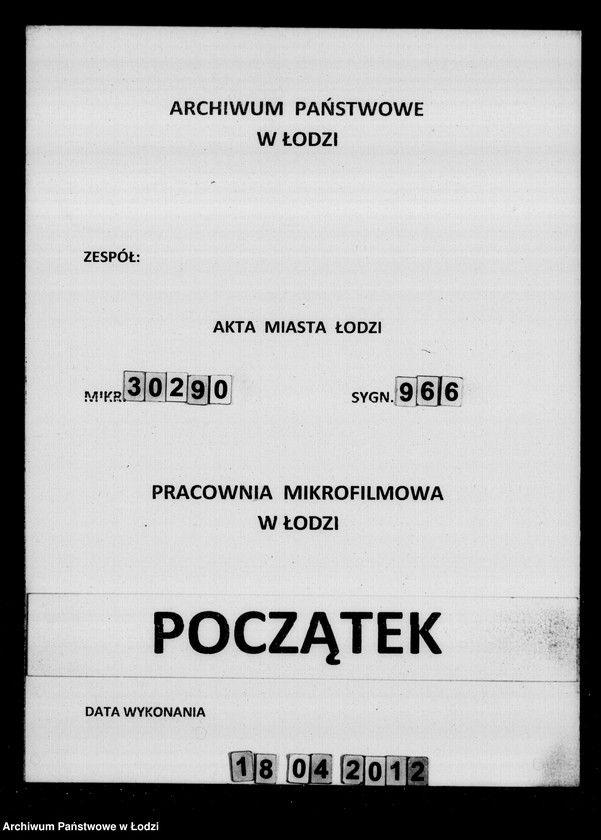 ARCHIWUM PAŃSTWOWE
W ŁODZI
ZESPÓŁ:
AKTA MIASTA ŁODZI
MIKR. 30290 SYGN. 966
PRACOWNIA MIKROFILMOWA
W ŁODZI
POCZĄTEK
DATA WYKONANIA
18 04 2012
Archiwum Państwowe w Łodzi